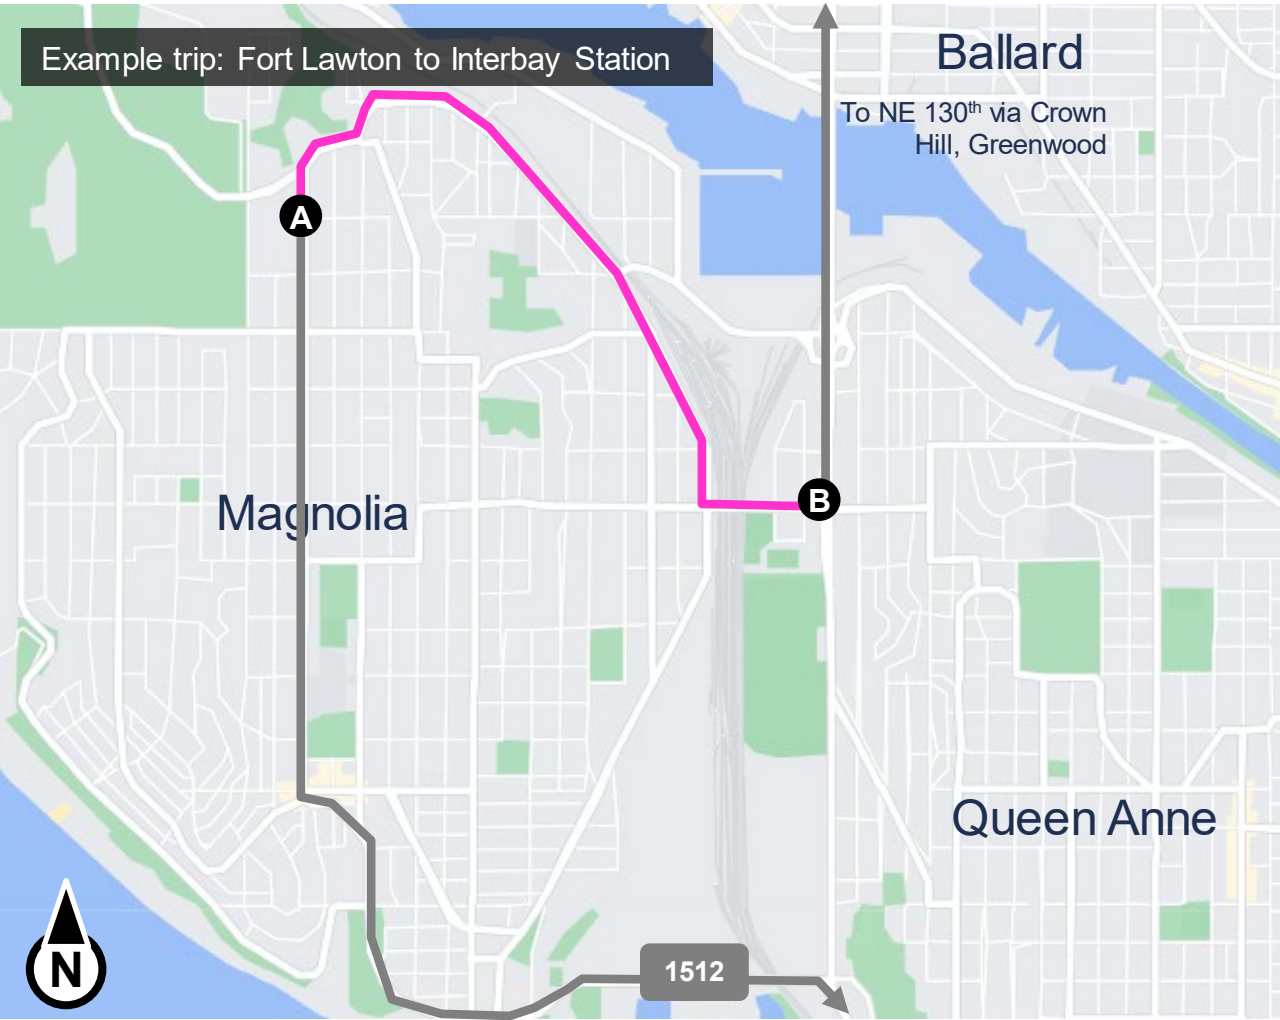 Example trip: Fort Lawton to Interbay Station
Ballard
To NE 130th via Crown
Hill, Greenwood
A
B
Magnolia
Queen Anne
N
1512